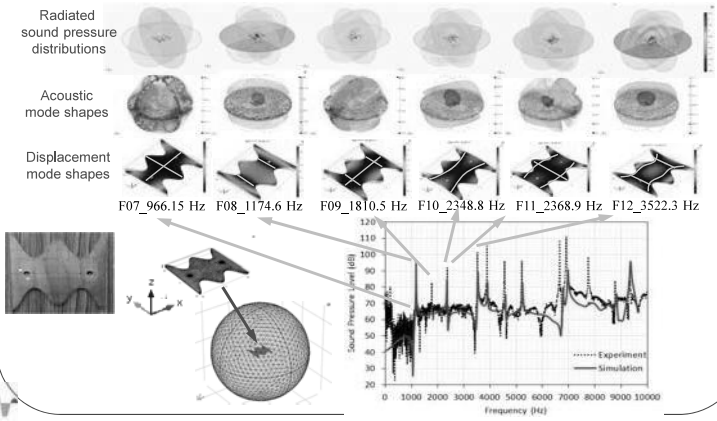 Radiated
sound pressure
distributions
Acoustic
mode shapes
Displacement
mode shapes
F07_966.15 Hz F08_1174.6 Hz F09_1810.5 Hz F10_2348.8 Hz F11_2368.9 Hz F12_3522.3 Hz
z
y x
Sound Pressure Level (dB)
120
110
100
90
80
70
60
50
40
30
20
Experiment
Simulation
0 1000 2000 3000 4000 5000 6000 7000 8000 9000 10000
Frequency (Hz)